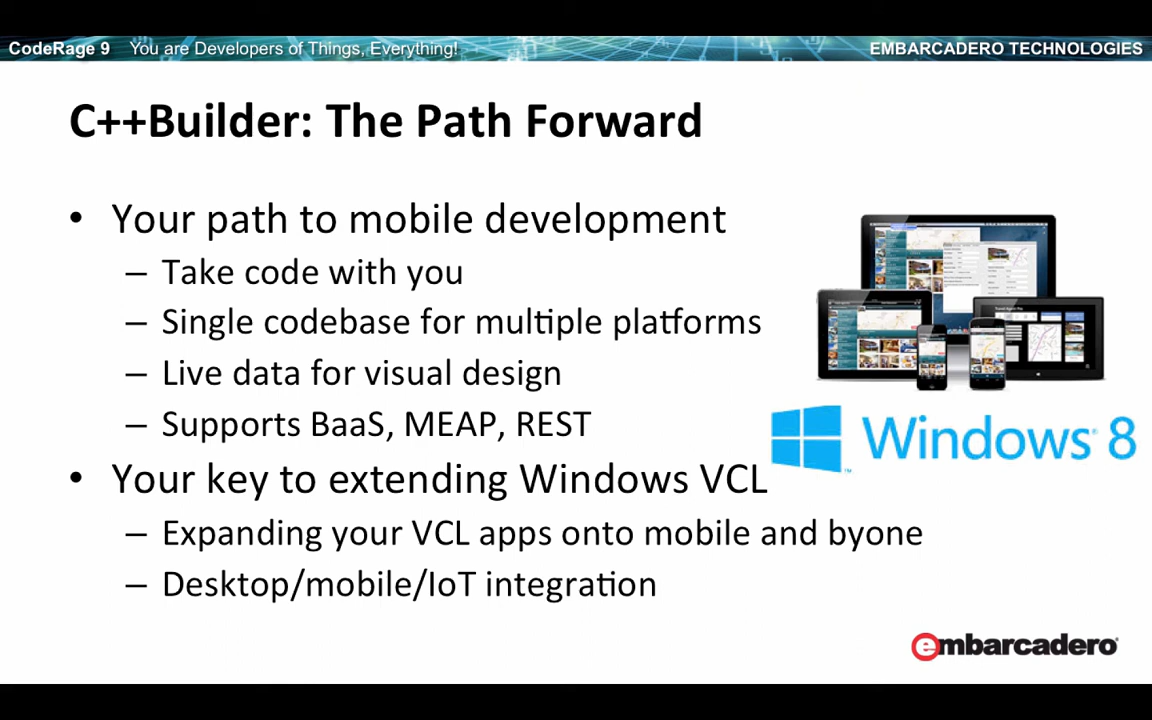 CodeRage 9 You are Developers of Things, Everything! EMBARCADERO TECHNOLOGIES
C++Builder: The Path Forward
• Your path to mobile development
– Take code with you
– Single codebase for multiple platforms
– Live data for visual design
– Supports BaaS, MEAP, REST
Windows® 8
™
• Your key to extending Windows VCL
– Expanding your VCL apps onto mobile and byone
– Desktop/mobile/IoT integration
embarcadero®